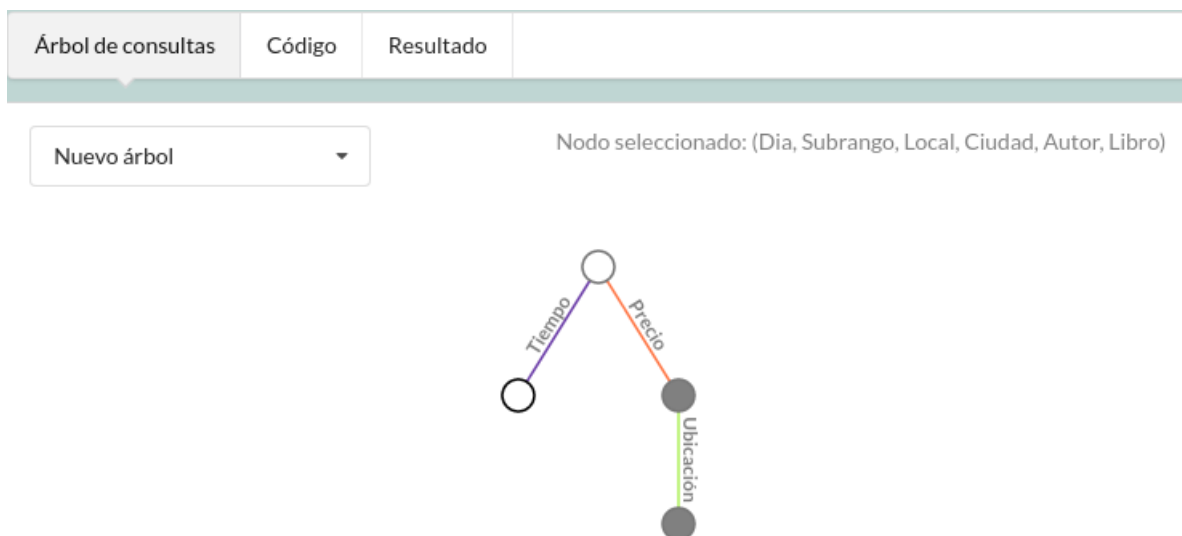 Árbol de consultas Código Resultado
Nuevo árbol
Nodo seleccionado: (Dia, Subrango, Local, Ciudad, Autor, Libro)
Tiempo
Precio
Ubicación